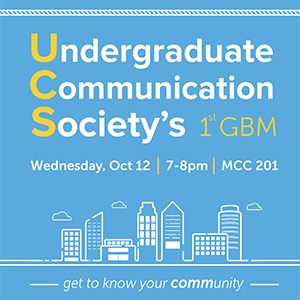 Undergraduate
Communication
Society's 1st GBM
Wednesday, Oct 12 | 7-8pm | MCC 201
get to know your community